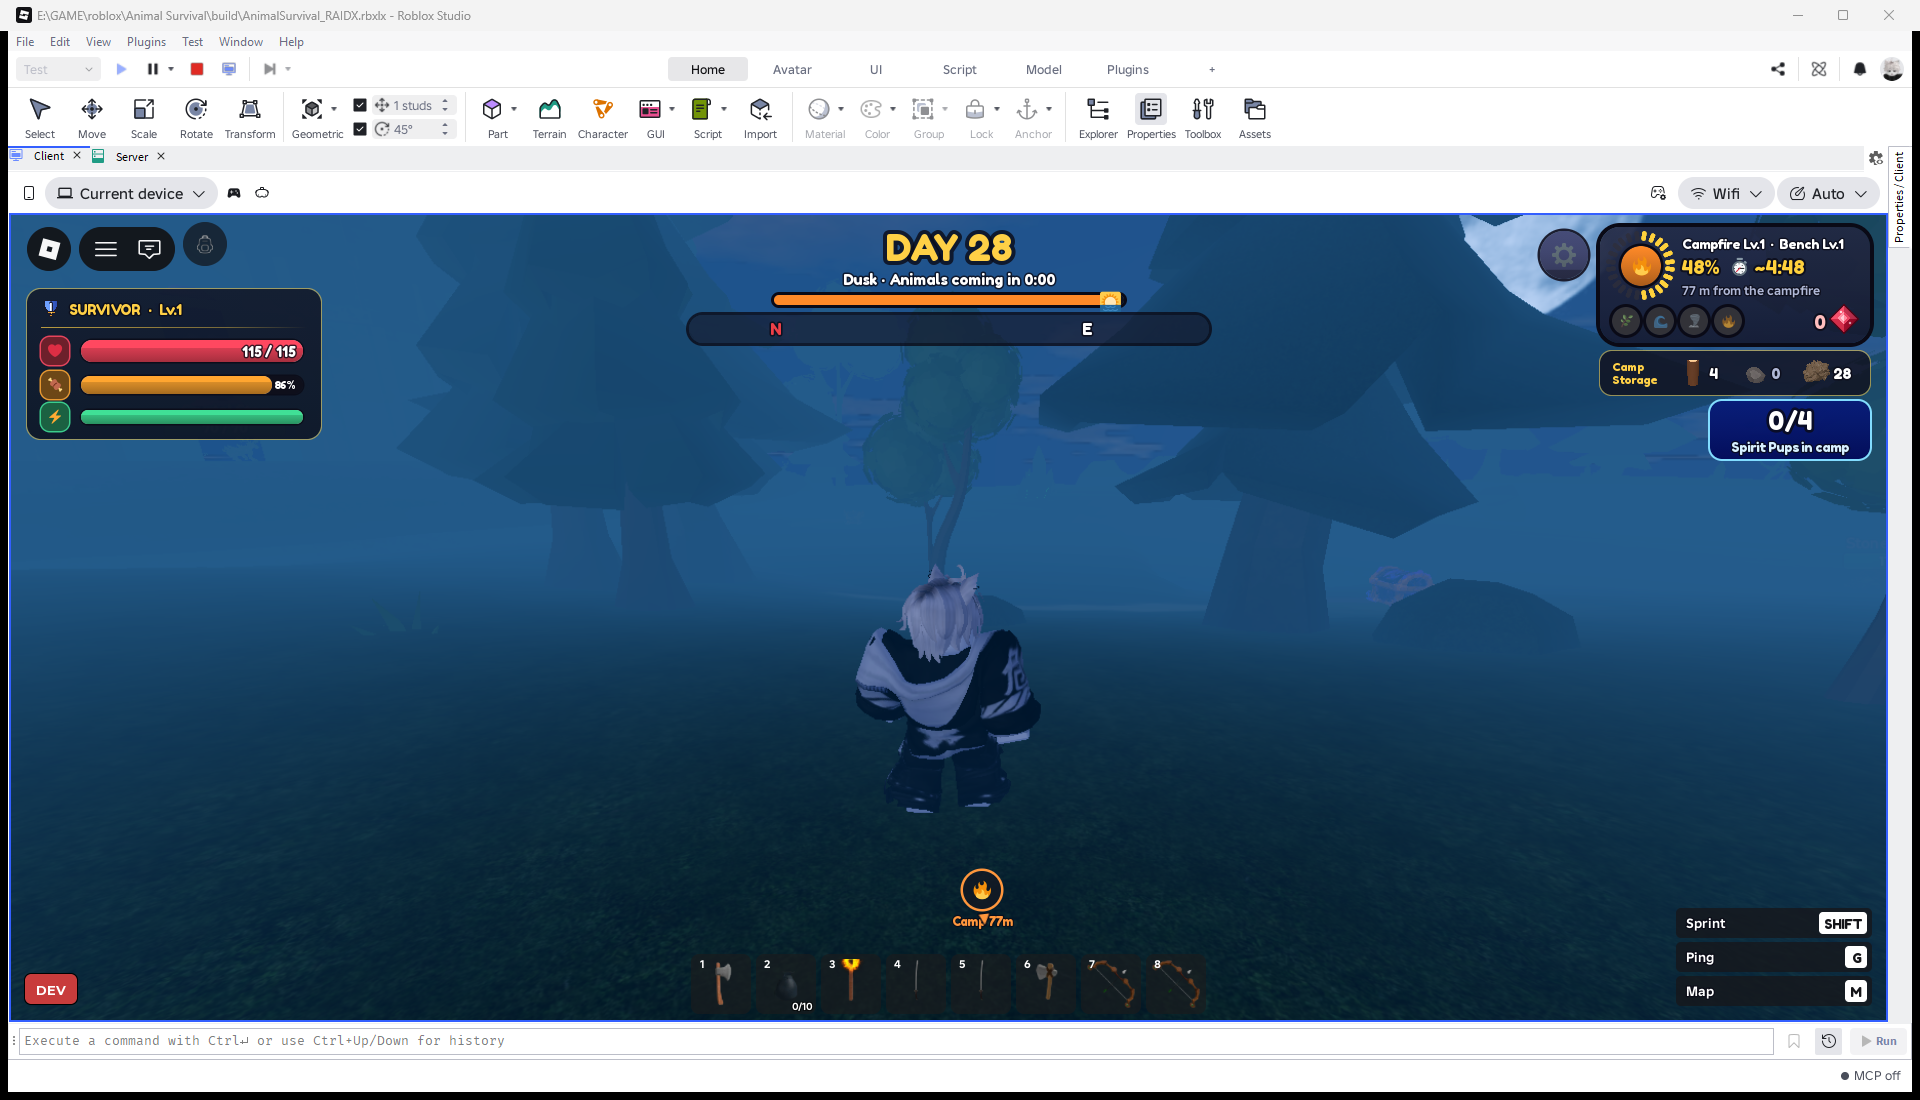 E:\GAME\roblox\Animal Survival\build\AnimalSurvival_RAIDX.rbxlx - Roblox Studio
File Edit View Plugins Test Window Help
Test
Home Avatar UI Script Model Plugins +
1 studs
45°
Select Move Scale Rotate Transform Geometric Part Terrain Character GUI Script Import Material Color Group Lock Anchor Explorer Properties Toolbox Assets
Client Server
Properties / Client
Current device
Wifi Auto
DAY 28
Dusk · Animals coming in 0:00
N E
SURVIVOR · Lv.1
115 / 115
86%
Campfire Lv.1 · Bench Lv.1
48% ~4:48
77 m from the campfire
0
Camp Storage
4 0 28
0/4
Spirit Pups in camp
Camp 77m
1 2 3 4 5 6 7 8
0/10
Sprint SHIFT
Ping G
Map M
DEV
Execute a command with Ctrl↵ or use Ctrl+Up/Down for history
Run
MCP off